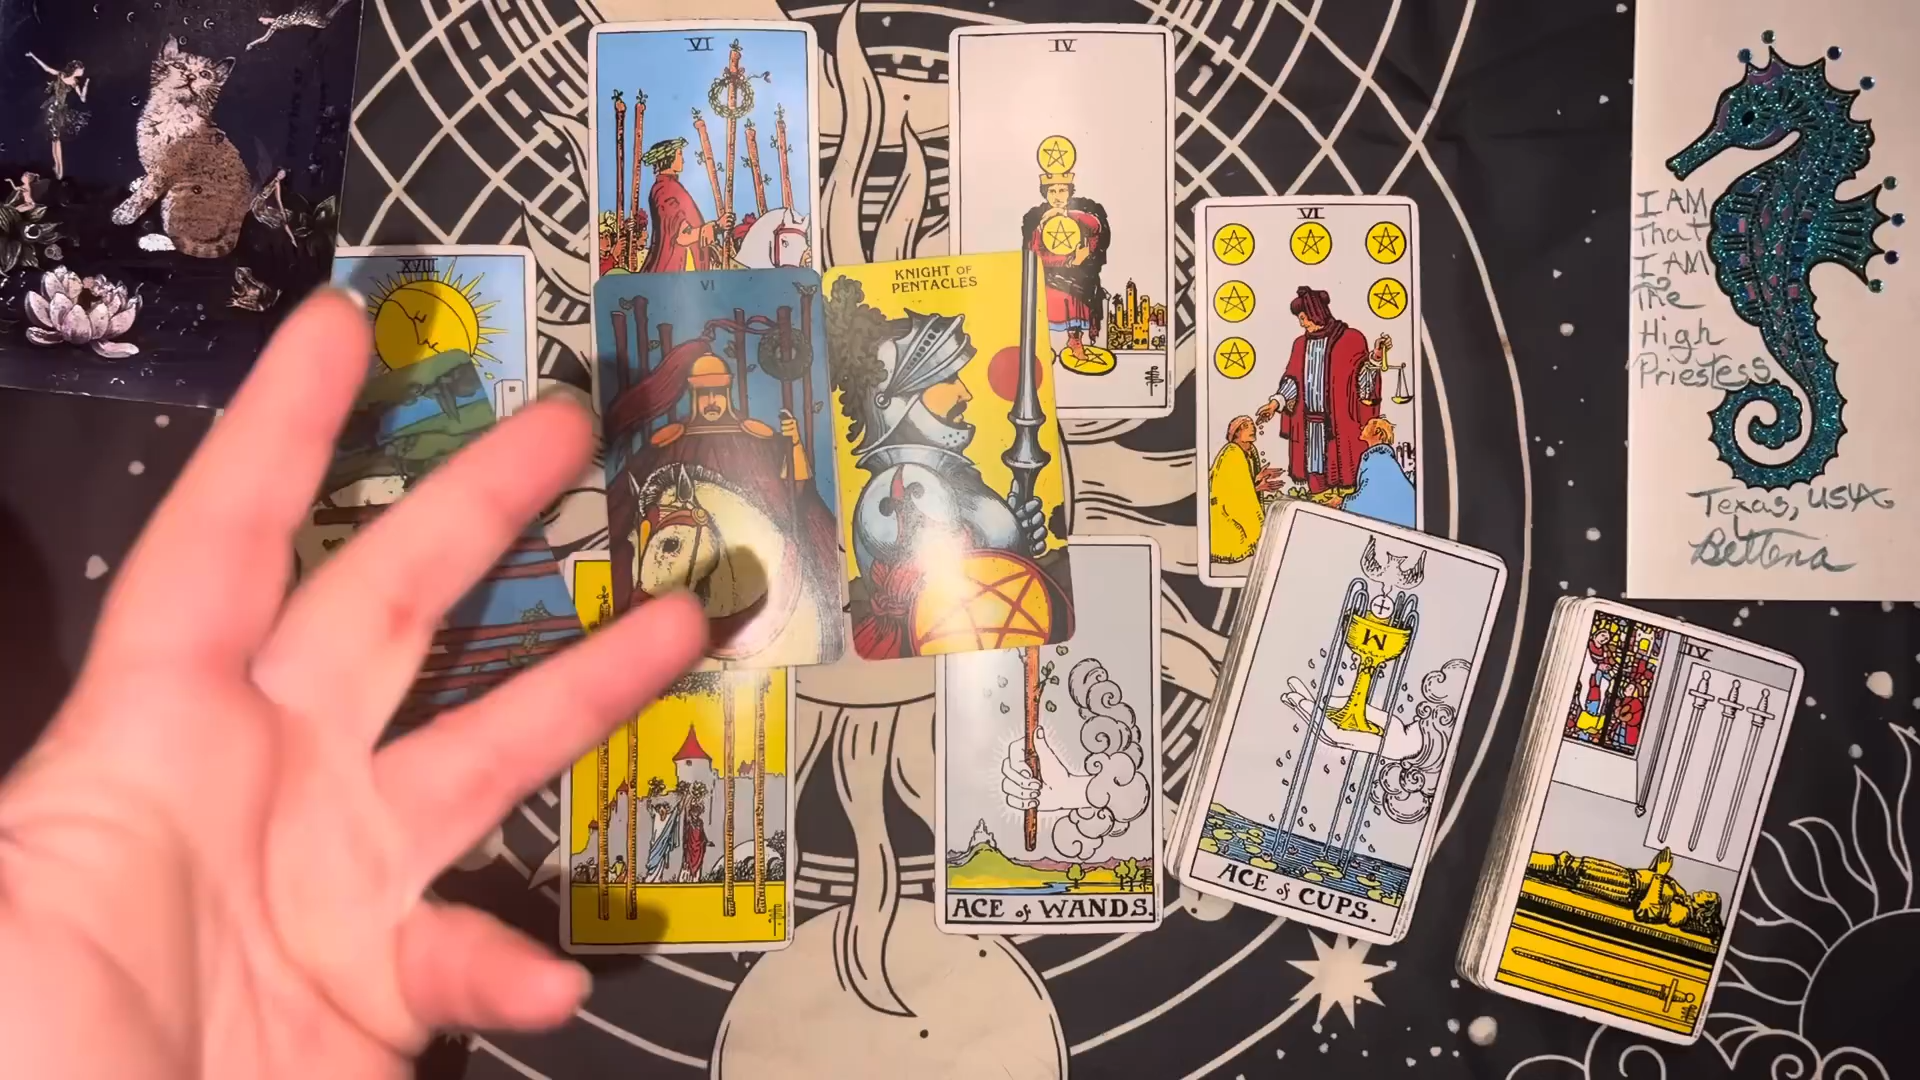 VI
IV
XVIII
VI
KNIGHT OF
PENTACLES
VI
ACE of WANDS.
ACE of CUPS.
IV
I AM
That
I AM
The
High
Priestess
Texas, USA
Bettena